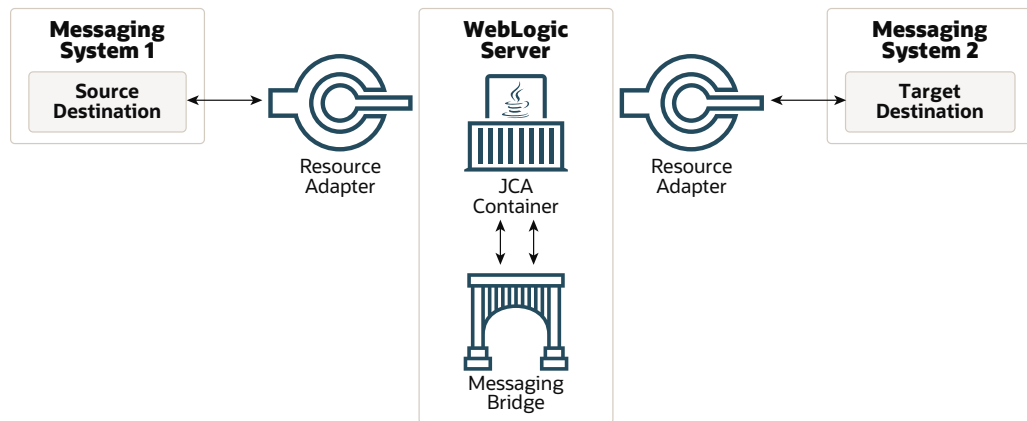 Messaging
System 1
Source
Destination
Resource
Adapter
WebLogic
Server
JCA
Container
Messaging
Bridge
Resource
Adapter
Messaging
System 2
Target
Destination